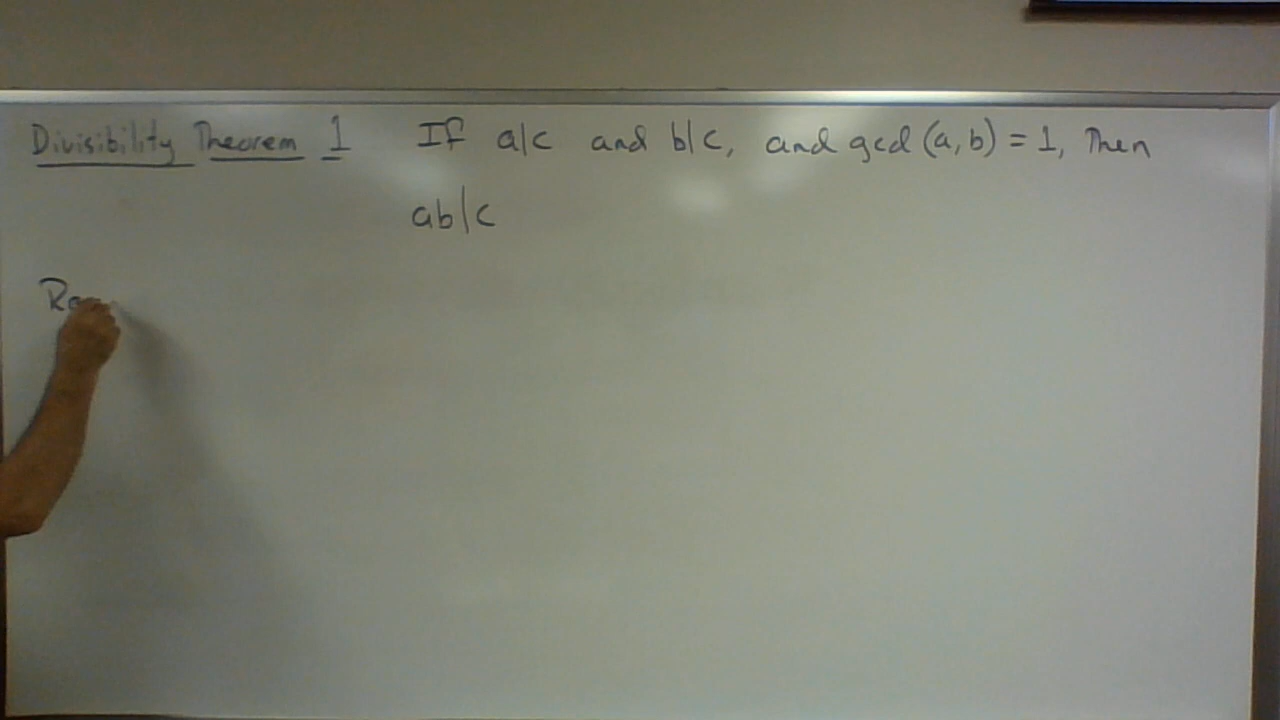 Divisibility Theorem 1 If a|c and b|c, and gcd (a,b) = 1, Then
ab|c